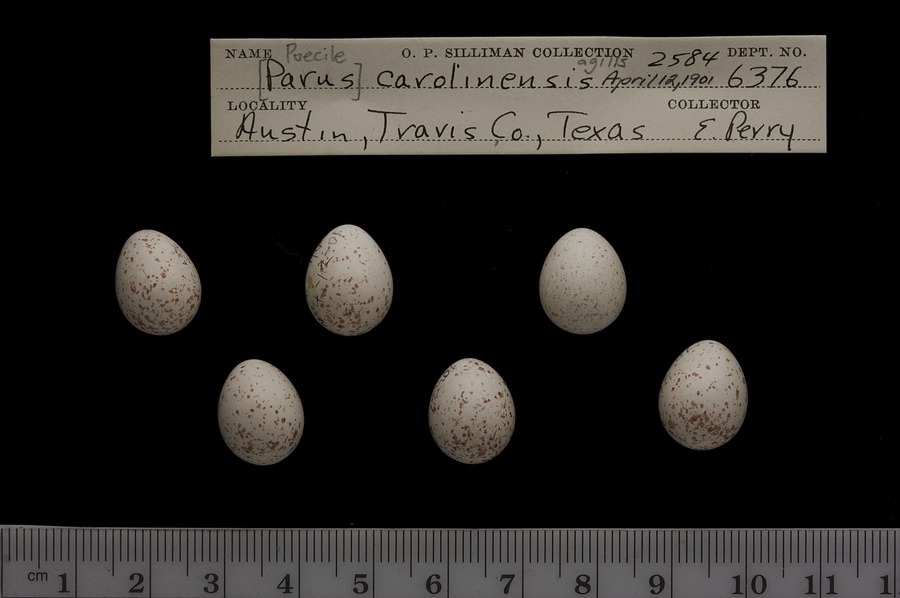 NAME Poecile O. P. SILLIMAN COLLECTION 2584 DEPT. NO.
[Parus] carolinensis agilis April 12, 1901 6376
LOCALITY COLLECTOR
Austin, Travis Co., Texas E. Perry
cm 1 2 3 4 5 6 7 8 9 10 11 1